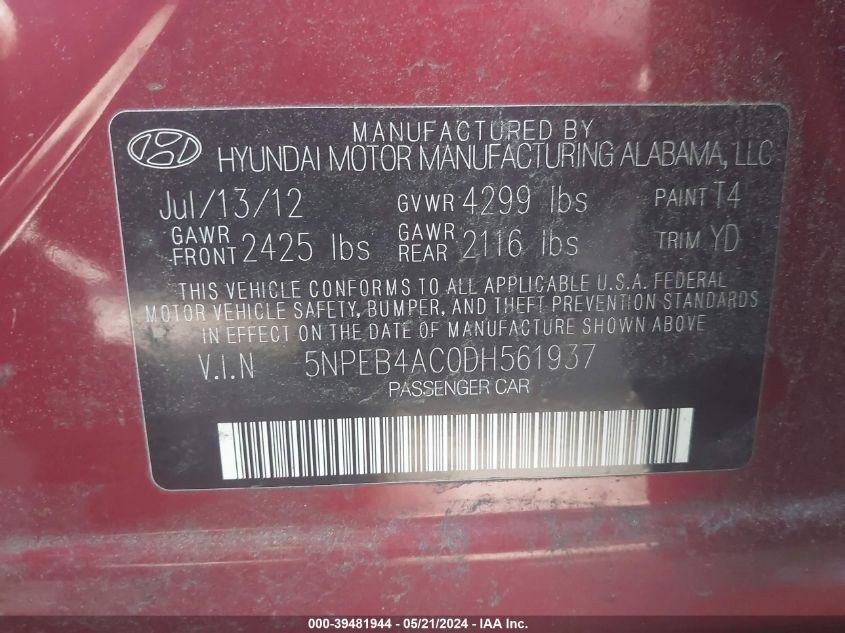 MANUFACTURED BY
HYUNDAI MOTOR MANUFACTURING ALABAMA, LLC
Jul/13/12 GVWR 4299 lbs PAINT T4
GAWR FRONT 2425 lbs GAWR REAR 2116 lbs TRIM YD
THIS VEHICLE CONFORMS TO ALL APPLICABLE U.S.A. FEDERAL
MOTOR VEHICLE SAFETY, BUMPER, AND THEFT PREVENTION STANDARDS
IN EFFECT ON THE DATE OF MANUFACTURE SHOWN ABOVE
V.I.N 5NPEB4AC0DH561937
PASSENGER CAR
000-39481944 - 05/21/2024 - IAA Inc.